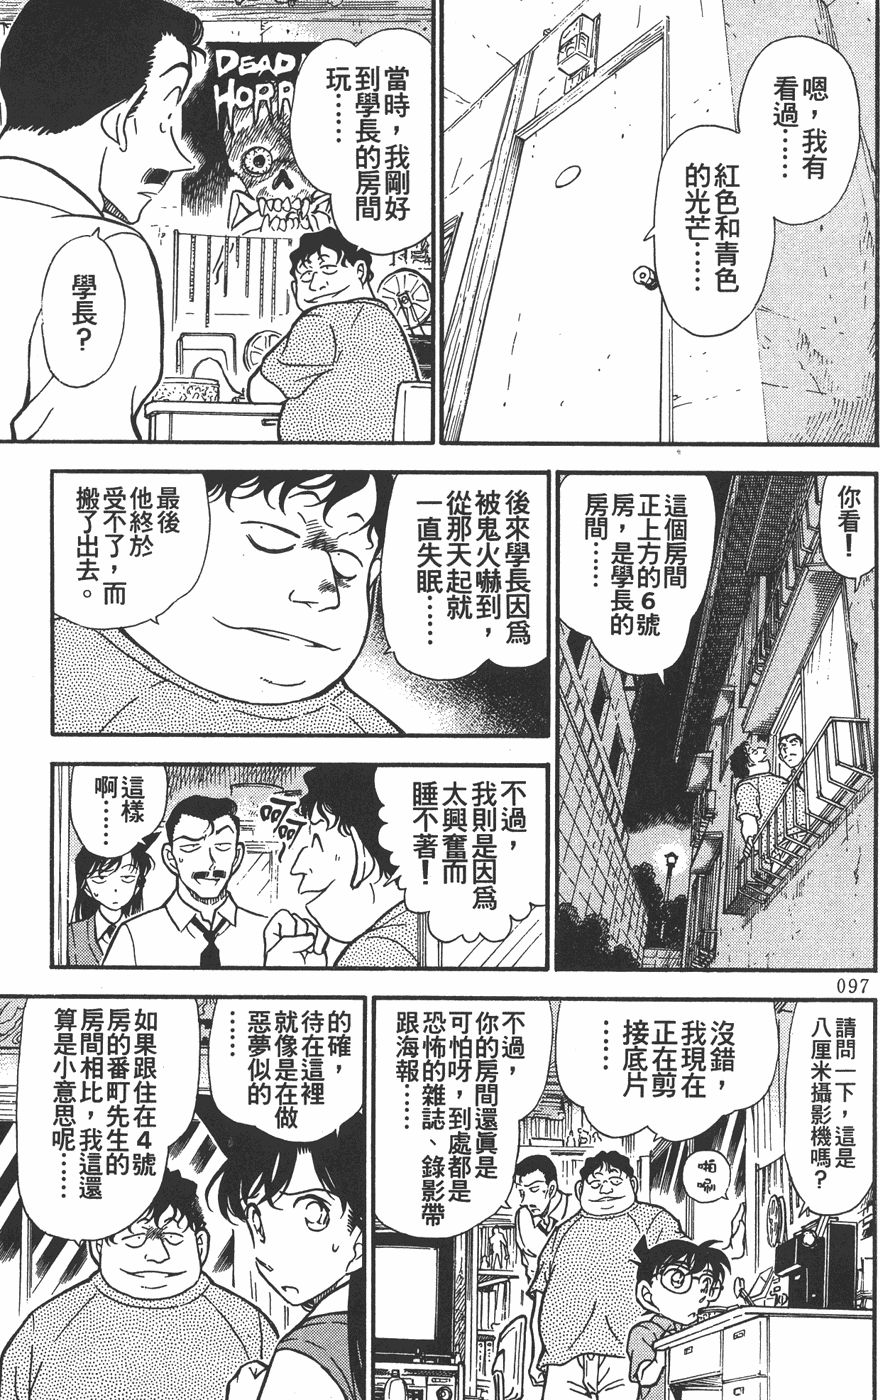 嗯，我有
看過……
紅色和青色
的光芒……
DEAD
HORR
當時，我剛好
到學長的房間
玩……
學長？
你看！
這個房間
正上方的6號
房，是學長的
房間……
後來學長因為
被鬼火嚇到，
從那天起就
一直失眠……
最後
他終於
受不了，而
搬了出去。
不過，
我則是因為
太興奮而
睡不著！
呵呵
這樣
啊……
097
請問一下，這是
八厘米攝影機嗎？
沒錯，
我現在
正在剪
接底片
……
啪
唰
不過，
你的房間還真是
可怕呀，到處都是
恐怖的雜誌、錄影帶
跟海報……
的確，
待在這裡
就像是在做
惡夢似的
……
如果跟住在4號
房的番町先生的
房間相比，我這還
算是小意思呢……